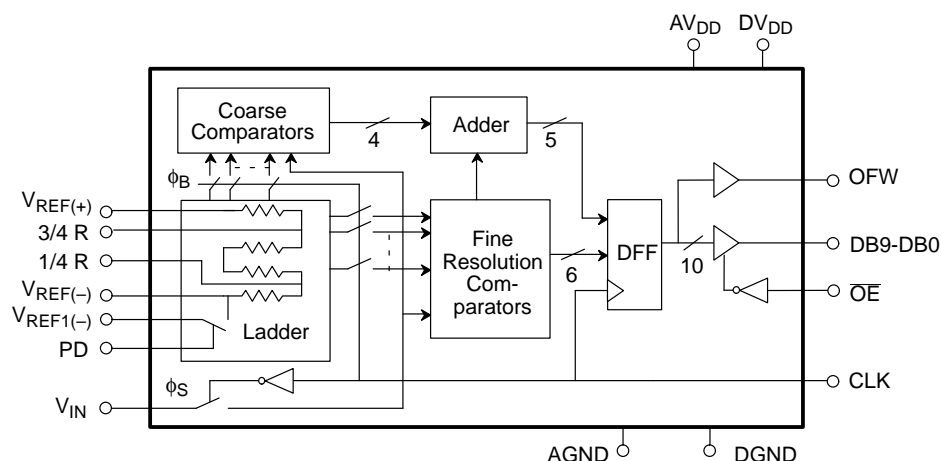 AVDD DVDD
Coarse
Comparators
4
Adder
5
ϕB
VREF(+)
3/4 R
1/4 R
VREF(–)
VREF1(–)
PD
Ladder
Fine
Resolution
Com-
parators
6
DFF
10
OFW
DB9-DB0
OE
CLK
ϕS
VIN
AGND DGND